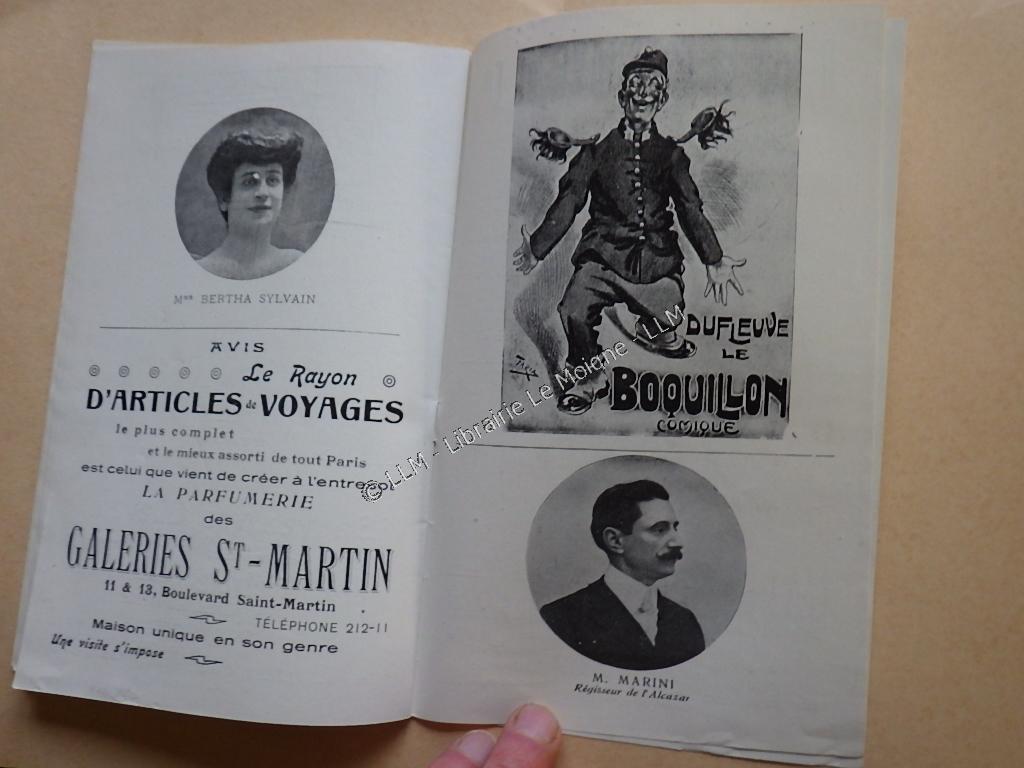 Mme BERTHA SYLVAIN
AVIS
Le Rayon
D'ARTICLES de VOYAGES
le plus complet
et le mieux assorti de tout Paris
est celui que vient de créer à l'entresol
LA PARFUMERIE
des
GALERIES ST-MARTIN
11 & 13, Boulevard Saint-Martin
TÉLÉPHONE 212-11
Maison unique en son genre
Une visite s'impose
DUFLEUVE
LE
BOQUILLON
COMIQUE
M. MARINI
Régisseur de l'Alcazar
© LLM - Librairie Le Moigne - LLM